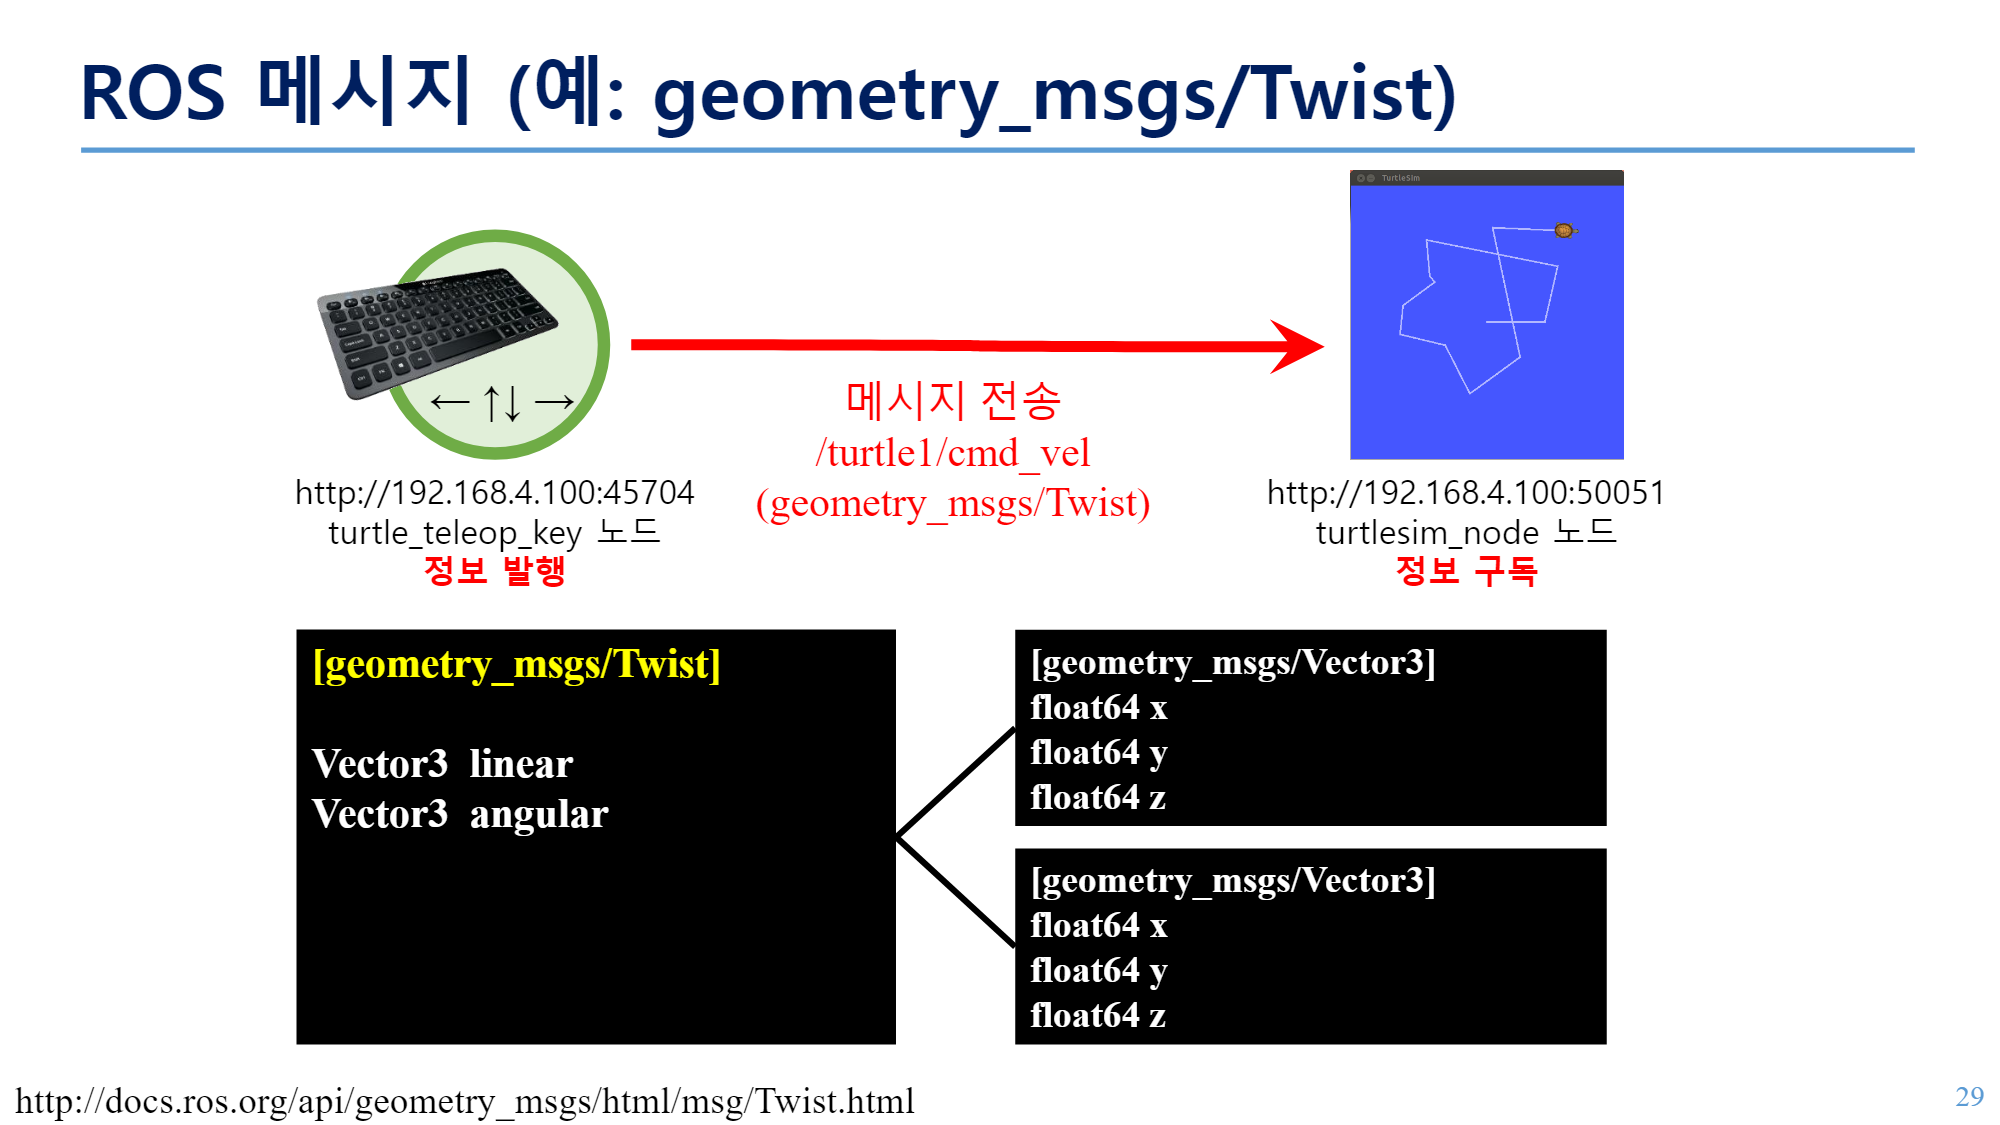 ROS 메시지 (예: geometry_msgs/Twist)
TurtleSim
← ↑↓ →
메시지 전송
/turtle1/cmd_vel
(geometry_msgs/Twist)
http://192.168.4.100:45704
turtle_teleop_key 노드
정보 발행
http://192.168.4.100:50051
turtlesim_node 노드
정보 구독
[geometry_msgs/Twist]
Vector3 linear
Vector3 angular
[geometry_msgs/Vector3]
float64 x
float64 y
float64 z
[geometry_msgs/Vector3]
float64 x
float64 y
float64 z
http://docs.ros.org/api/geometry_msgs/html/msg/Twist.html
29